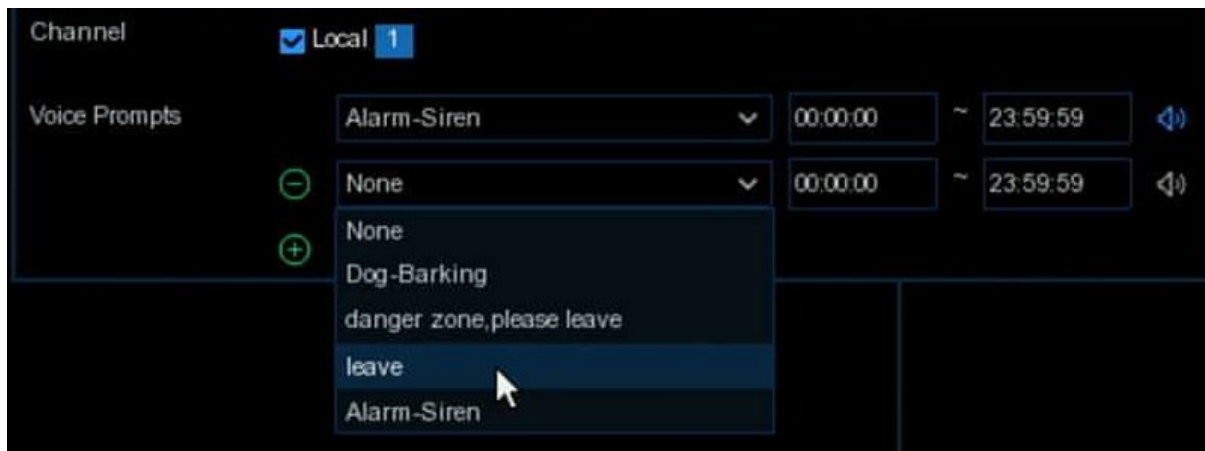 Channel Local 1
Voice Prompts Alarm-Siren 00:00:00 ~ 23:59:59
None 00:00:00 ~ 23:59:59
None
Dog-Barking
danger zone,please leave
leave
Alarm-Siren